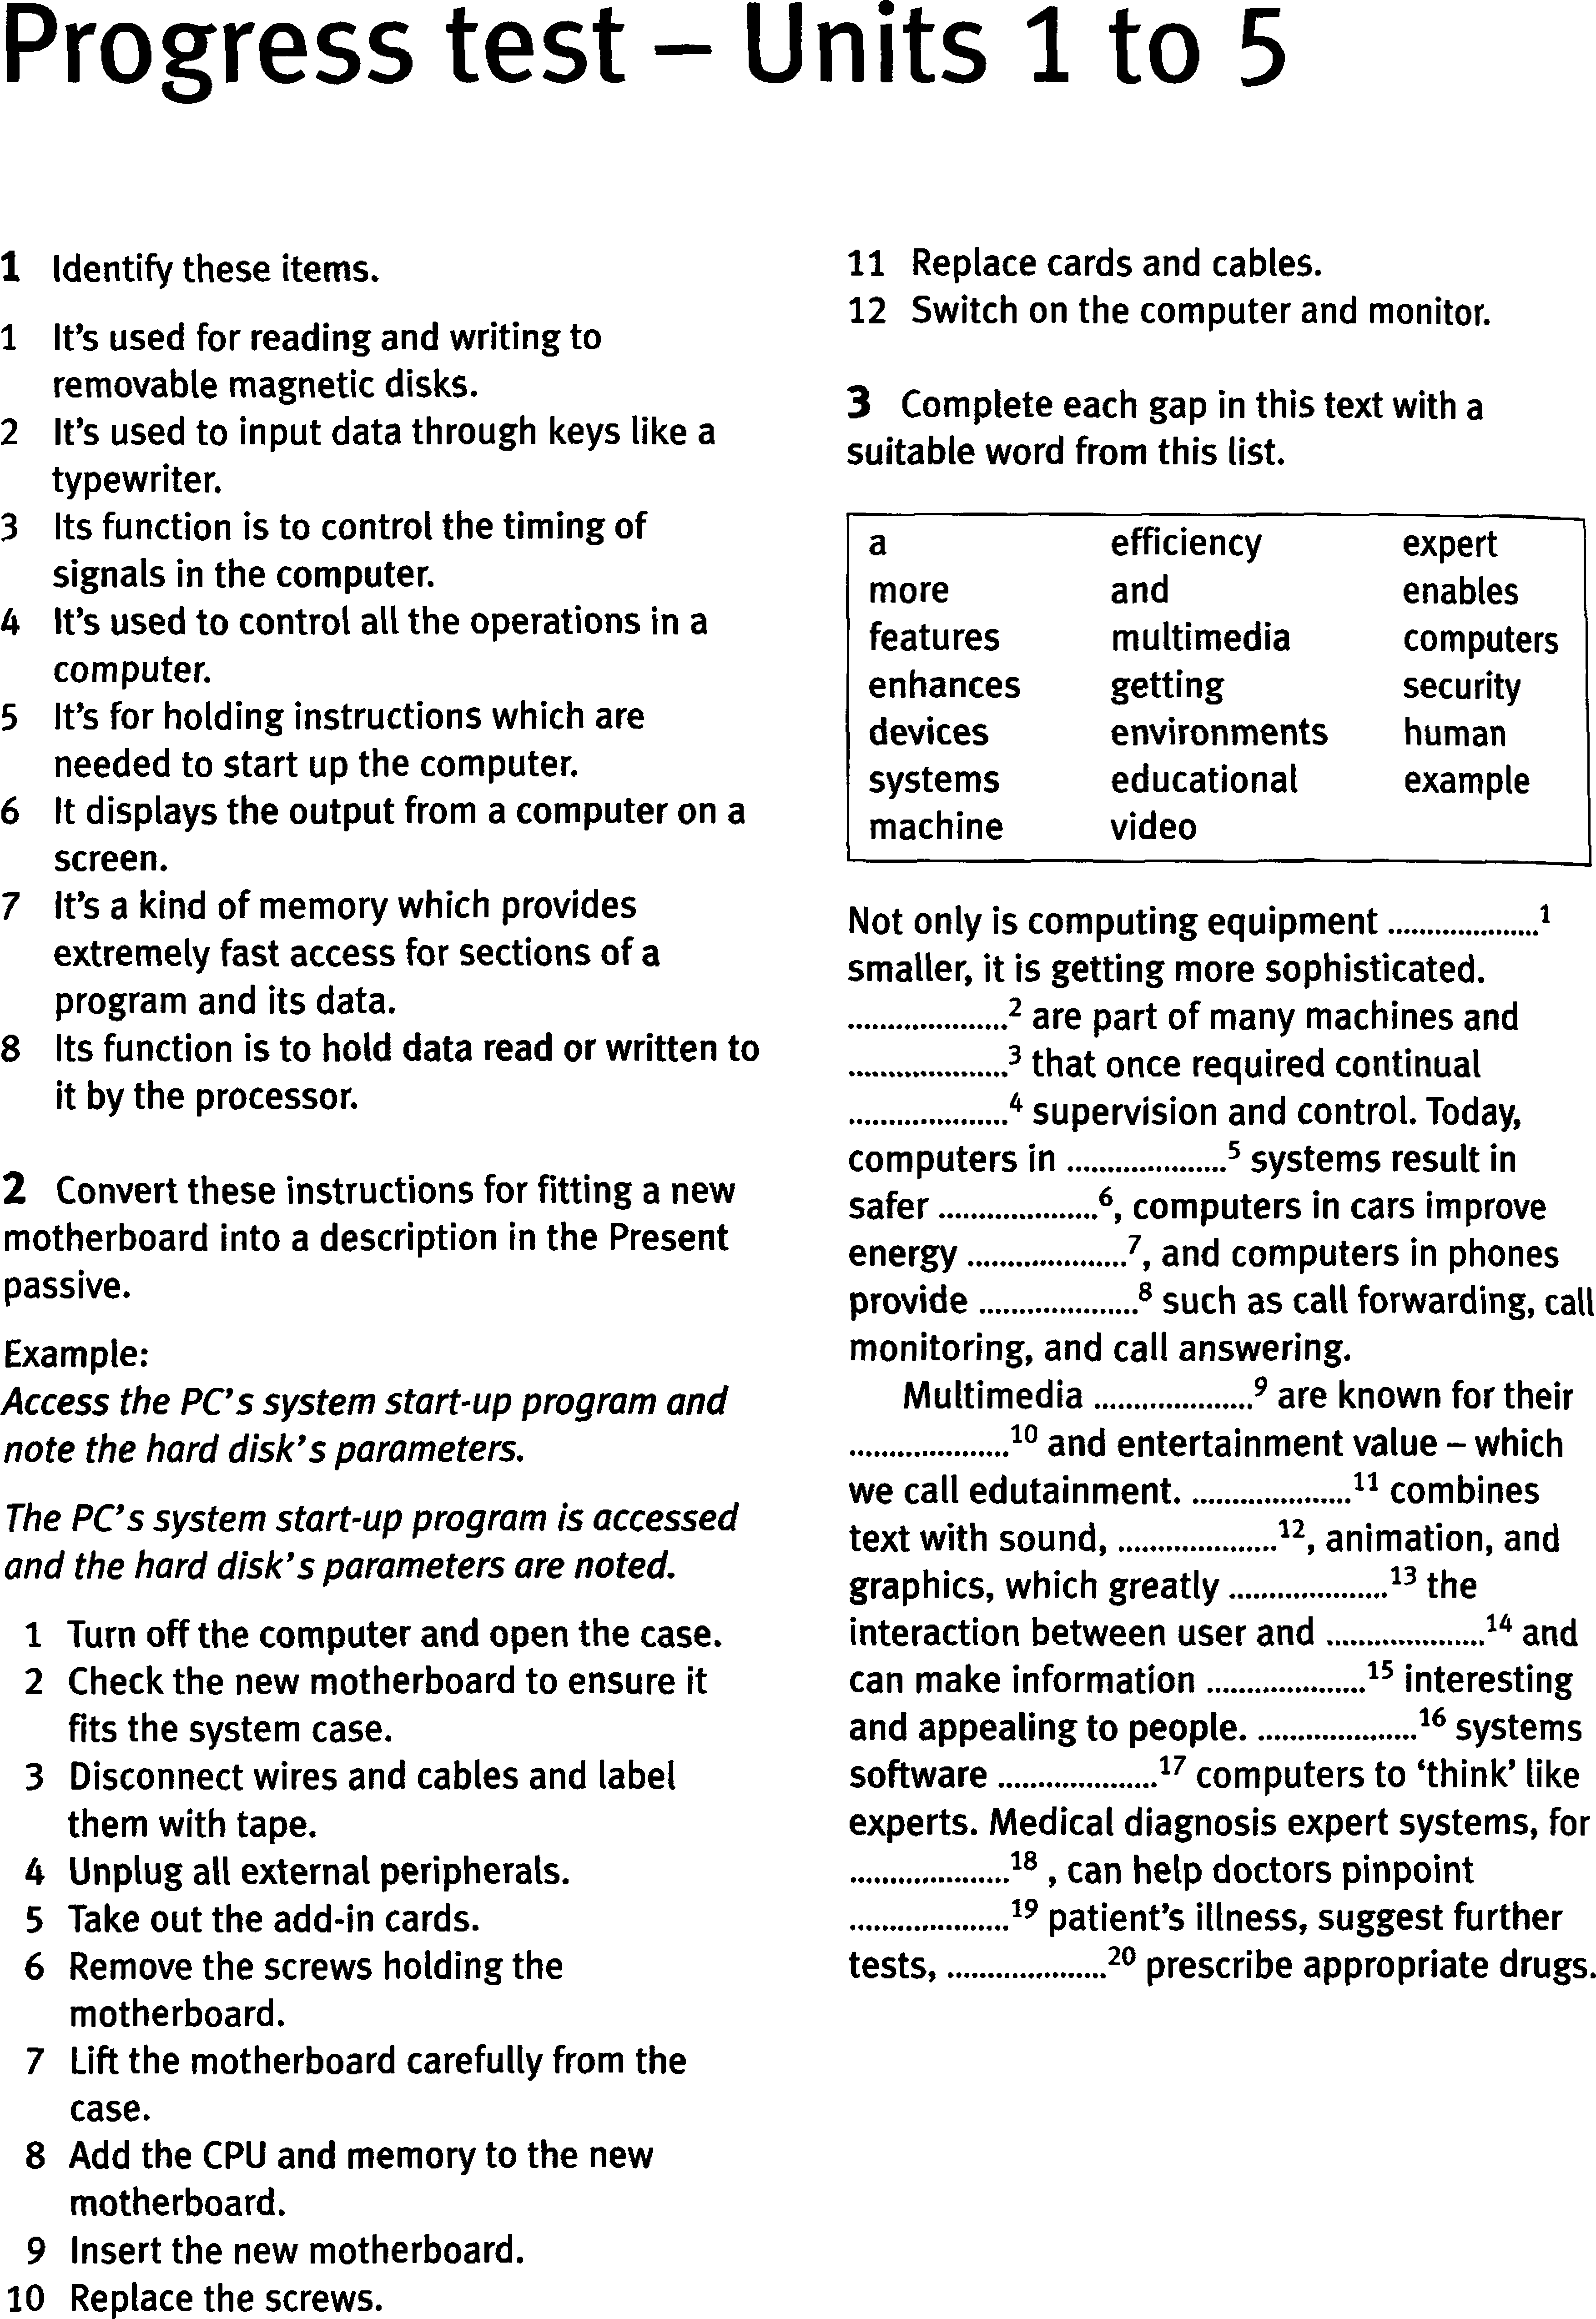 Progress test – Units 1 to 5
1 Identify these items.
1 It's used for reading and writing to
removable magnetic disks.
2 It's used to input data through keys like a
typewriter.
3 Its function is to control the timing of
signals in the computer.
4 It's used to control all the operations in a
computer.
5 It's for holding instructions which are
needed to start up the computer.
6 It displays the output from a computer on a
screen.
7 It's a kind of memory which provides
extremely fast access for sections of a
program and its data.
8 Its function is to hold data read or written to
it by the processor.
2 Convert these instructions for fitting a new
motherboard into a description in the Present
passive.
Example:
Access the PC's system start-up program and
note the hard disk's parameters.
The PC's system start-up program is accessed
and the hard disk's parameters are noted.
1 Turn off the computer and open the case.
2 Check the new motherboard to ensure it
fits the system case.
3 Disconnect wires and cables and label
them with tape.
4 Unplug all external peripherals.
5 Take out the add-in cards.
6 Remove the screws holding the
motherboard.
7 Lift the motherboard carefully from the
case.
8 Add the CPU and memory to the new
motherboard.
9 Insert the new motherboard.
10 Replace the screws.
11 Replace cards and cables.
12 Switch on the computer and monitor.
3 Complete each gap in this text with a
suitable word from this list.
a efficiency expert
more and enables
features multimedia computers
enhances getting security
devices environments human
systems educational example
machine video
Not only is computing equipment ....................1
smaller, it is getting more sophisticated.
....................2 are part of many machines and
....................3 that once required continual
....................4 supervision and control. Today,
computers in ....................5 systems result in
safer ....................6, computers in cars improve
energy ....................7, and computers in phones
provide ....................8 such as call forwarding, call
monitoring, and call answering.
Multimedia ....................9 are known for their
....................10 and entertainment value – which
we call edutainment. ....................11 combines
text with sound, ....................12, animation, and
graphics, which greatly ....................13 the
interaction between user and ....................14 and
can make information ....................15 interesting
and appealing to people. ....................16 systems
software ....................17 computers to 'think' like
experts. Medical diagnosis expert systems, for
....................18 , can help doctors pinpoint
....................19 patient's illness, suggest further
tests, ....................20 prescribe appropriate drugs.